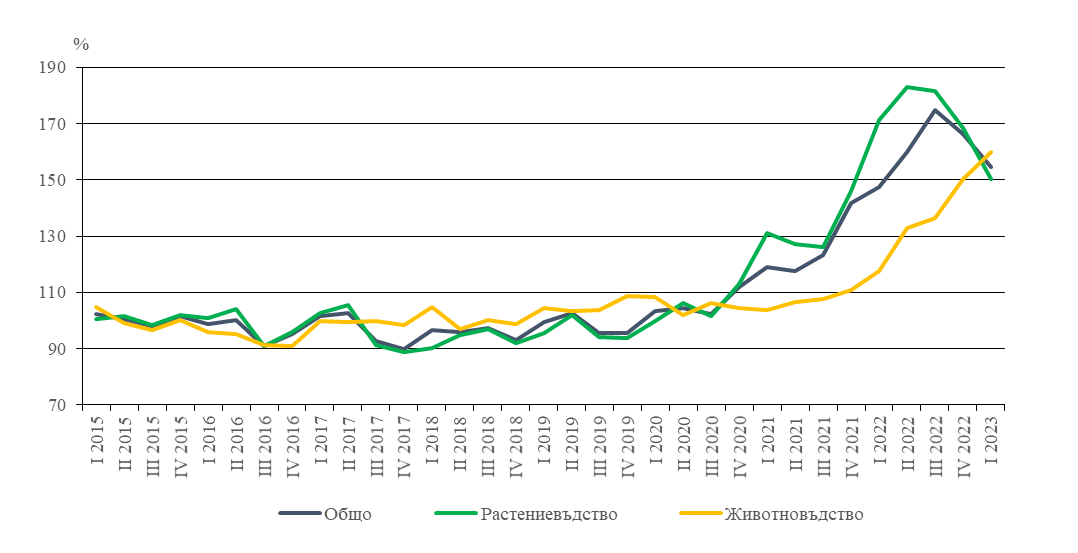 %
190
170
150
130
110
90
70
I 2015
II 2015
III 2015
IV 2015
I 2016
II 2016
III 2016
IV 2016
I 2017
II 2017
III 2017
IV 2017
I 2018
II 2018
III 2018
IV 2018
I 2019
II 2019
III 2019
IV 2019
I 2020
II 2020
III 2020
IV 2020
I 2021
II 2021
III 2021
IV 2021
I 2022
II 2022
III 2022
IV 2022
I 2023
Общо Растениевъдство Животновъдство